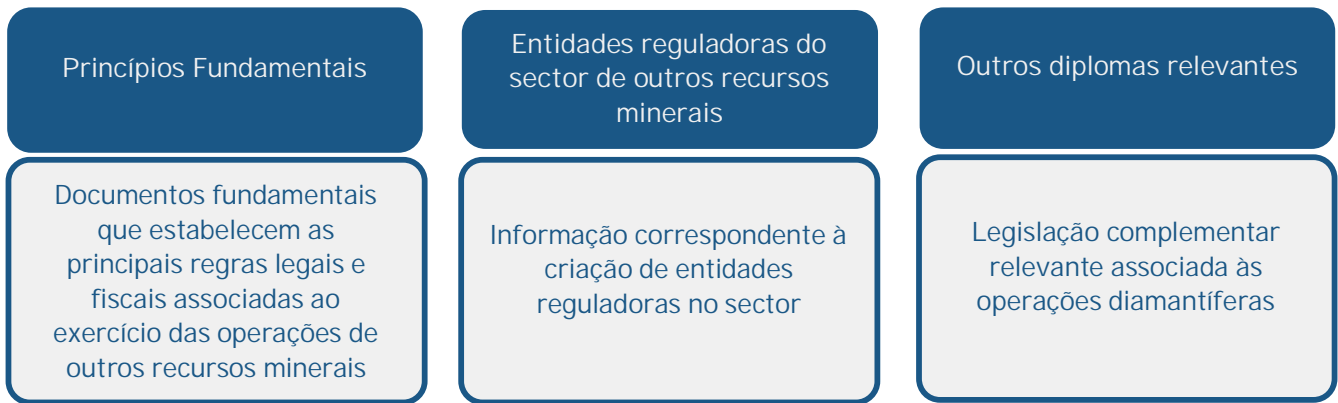 Princípios Fundamentais
Documentos fundamentais
que estabelecem as
principais regras legais e
fiscais associadas ao
exercício das operações de
outros recursos minerais
Entidades reguladoras do
sector de outros recursos
minerais
Informação correspondente à
criação de entidades
reguladoras no sector
Outros diplomas relevantes
Legislação complementar
relevante associada às
operações diamantíferas